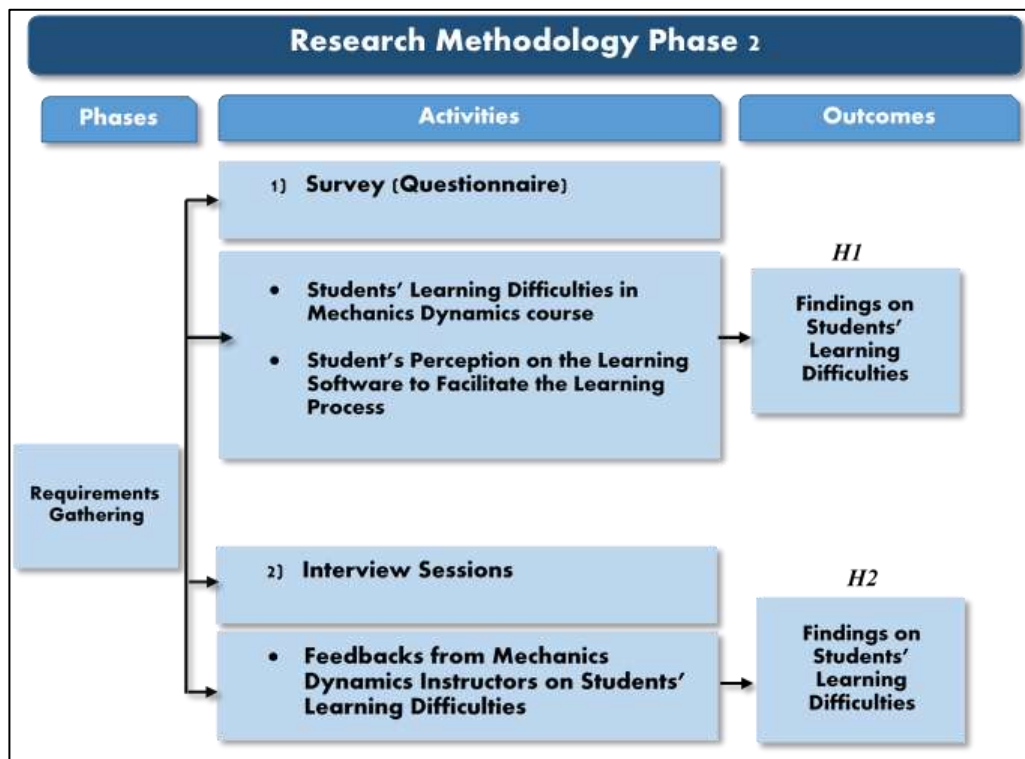 Research Methodology Phase 2
Phases
Activities
Outcomes
1) Survey (Questionnaire)
• Students' Learning Difficulties in
Mechanics Dynamics course
• Student's Perception on the Learning
Software to Facilitate the Learning
Process
H1
Findings on
Students'
Learning
Difficulties
Requirements
Gathering
2) Interview Sessions
• Feedbacks from Mechanics
Dynamics Instructors on Students'
Learning Difficulties
H2
Findings on
Students'
Learning
Difficulties